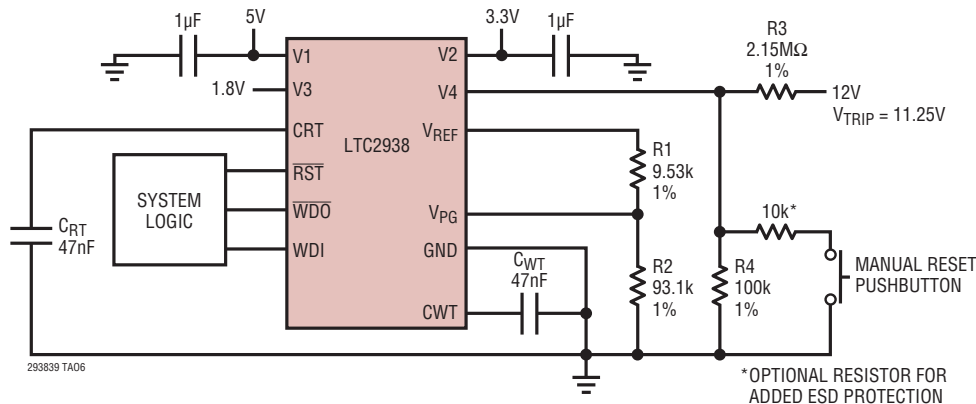 1µF
5V
3.3V
1µF
V1
V2
1.8V
V3
V4
R3
2.15MΩ
1%
12V
VTRIP = 11.25V
CRT
LTC2938
VREF
R1
9.53k
1%
SYSTEM
LOGIC
RST
WDO
WDI
VPG
GND
CRT
47nF
CWT
47nF
CWT
R2
93.1k
1%
10k*
R4
100k
1%
MANUAL RESET
PUSHBUTTON
293839 TA06
*OPTIONAL RESISTOR FOR
ADDED ESD PROTECTION